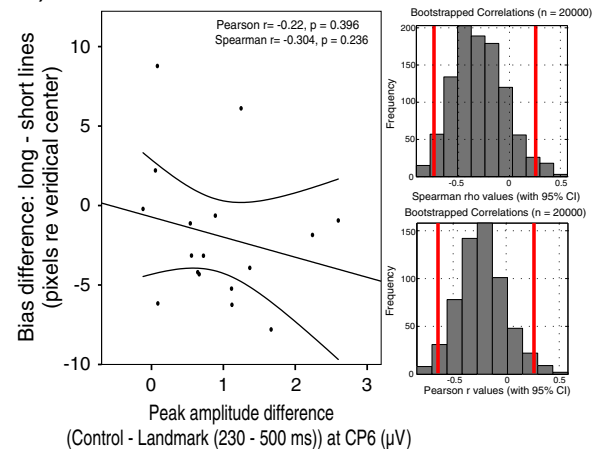 Pearson r= -0.22, p = 0.396
Spearman r= -0.304, p = 0.236
10
5
0
-5
-10
0
1
2
3
Bias difference: long - short lines
(pixels re veridical center)
Peak amplitude difference
(Control - Landmark (230 - 500 ms)) at CP6 (μV)
Bootstrapped Correlations (n = 20000)
200
150
100
50
0
Frequency
-0.5
0
0.5
Spearman rho values (with 95% CI)
Bootstrapped Correlations (n = 20000)
150
100
50
0
Frequency
-0.5
0
0.5
Pearson r values (with 95% CI)